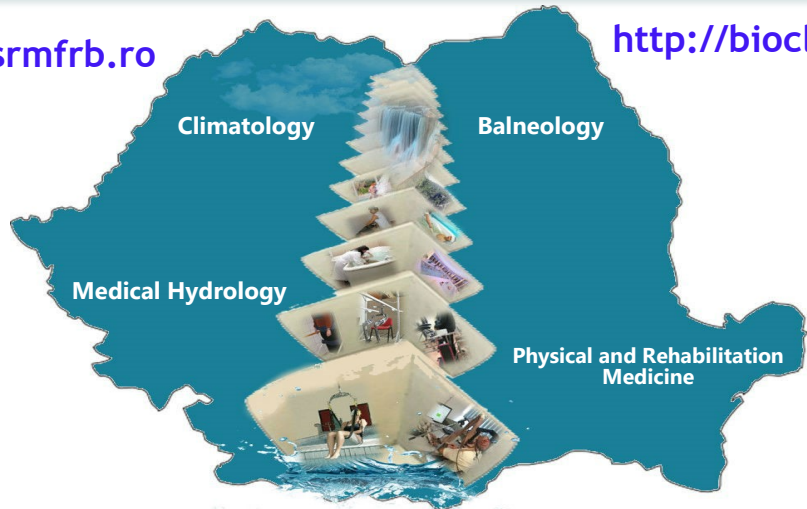 srmfrb.ro
http://biocl
Climatology
Balneology
Medical Hydrology
Physical and Rehabilitation
Medicine